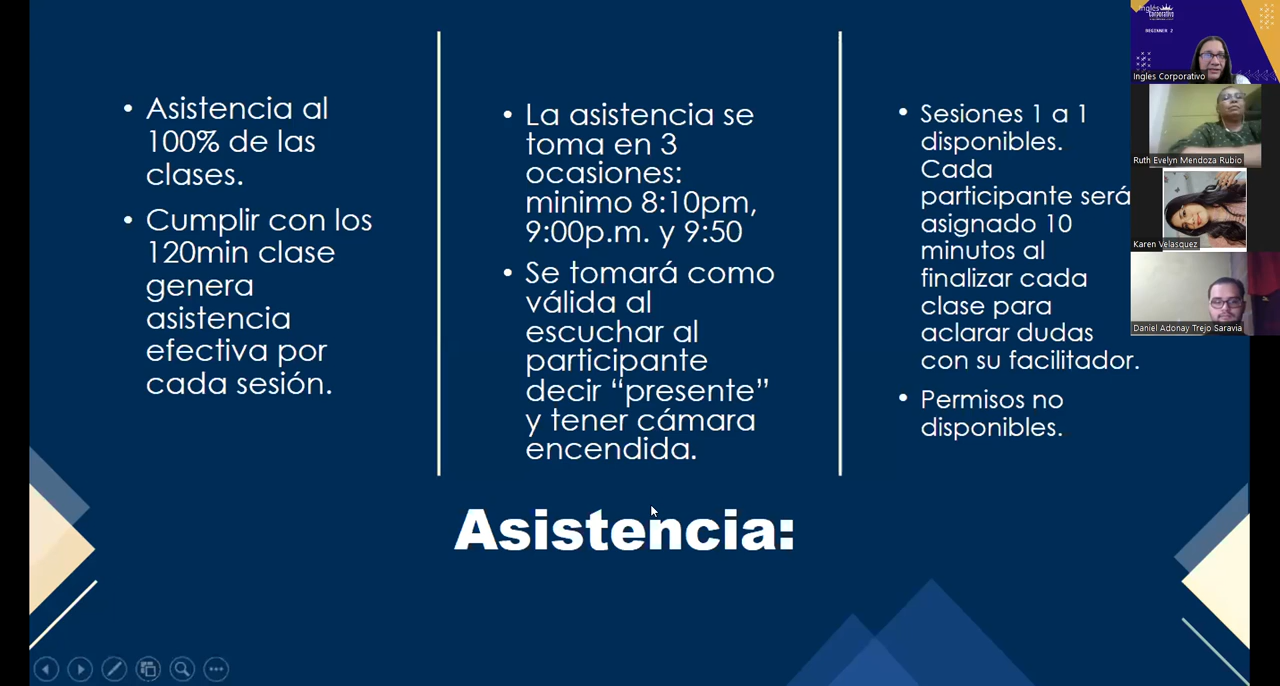 • Asistencia al
100% de las
clases.
• Cumplir con los
120min clase
genera
asistencia
efectiva por
cada sesión.
• La asistencia se
toma en 3
ocasiones:
minimo 8:10pm,
9:00p.m. y 9:50
• Se tomará como
válida al
escuchar al
participante
decir “presente”
y tener cámara
encendida.
• Sesiones 1 a 1
disponibles.
Cada
participante será
asignado 10
minutos al
finalizar cada
clase para
aclarar dudas
con su facilitador.
• Permisos no
disponibles.
Asistencia:
Inglés
Corporativo
BEGINNER 2
Ingles Corporativo
Ruth Evelyn Mendoza Rubio
Karen Velasquez
Daniel Adonay Trejo Saravia